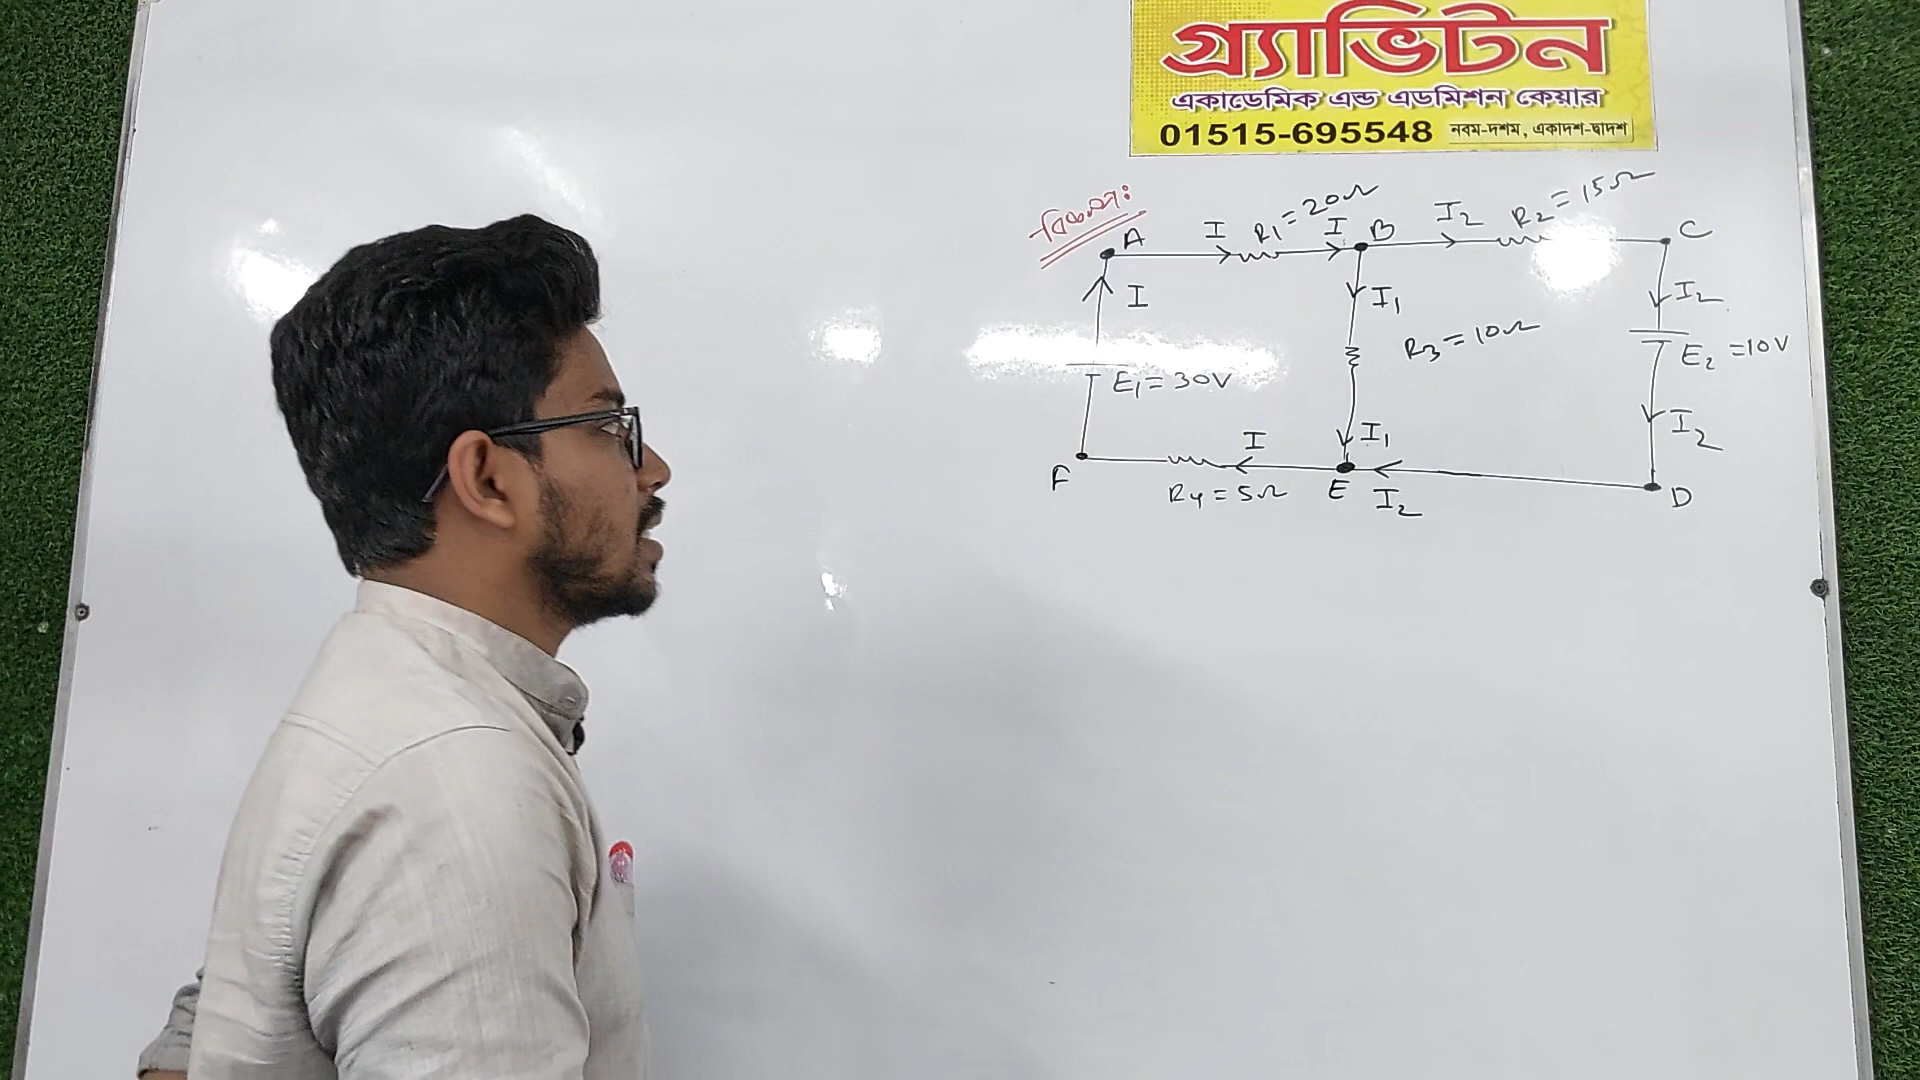 গ্র্যাভিটন
একাডেমিক এন্ড এডমিশন কেয়ার
01515-695548 নবম-দশম, একাদশ-দ্বাদশ
বিকল্প:
A I R1 = 20Ω I B I2 R2 = 15Ω C
I I1 I2
E1 = 30V R3 = 10Ω E2 = 10V
I I1 I2
F R4 = 5Ω E I2 D